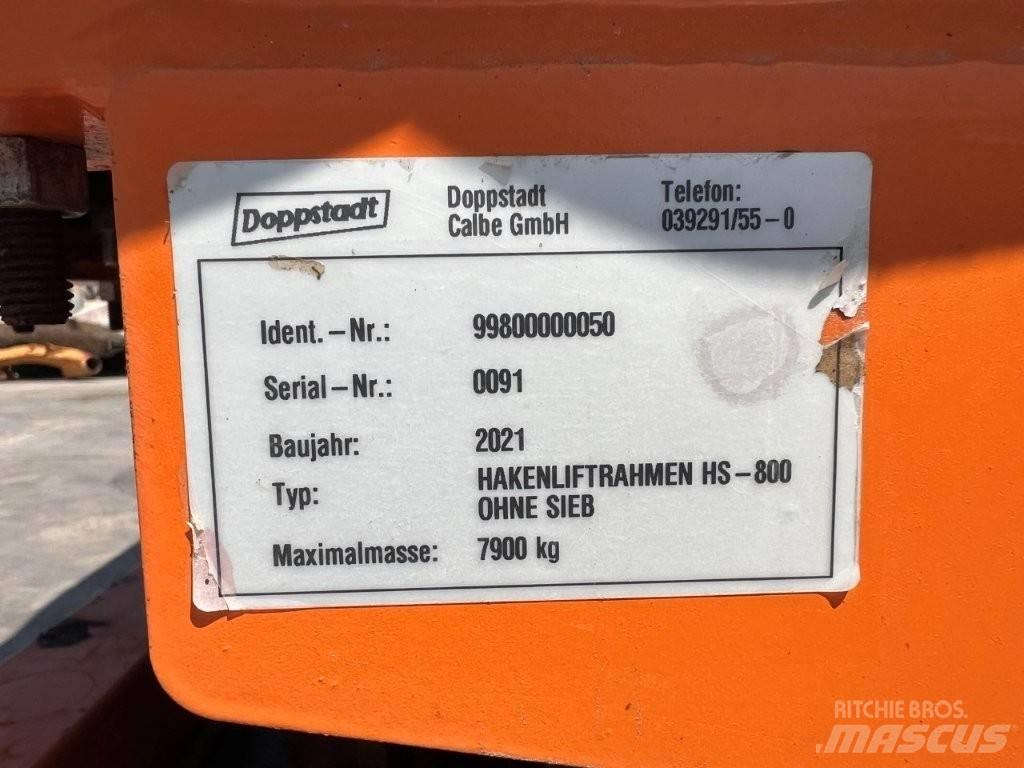 Doppstadt
Doppstadt
Calbe GmbH
Telefon:
039291/55-0
Ident.-Nr.: 99800000050
Serial-Nr.: 0091
Baujahr: 2021
Typ: HAKENLIFTRAHMEN HS-800
OHNE SIEB
Maximalmasse: 7900 kg
RITCHIE BROS.
MASCUS